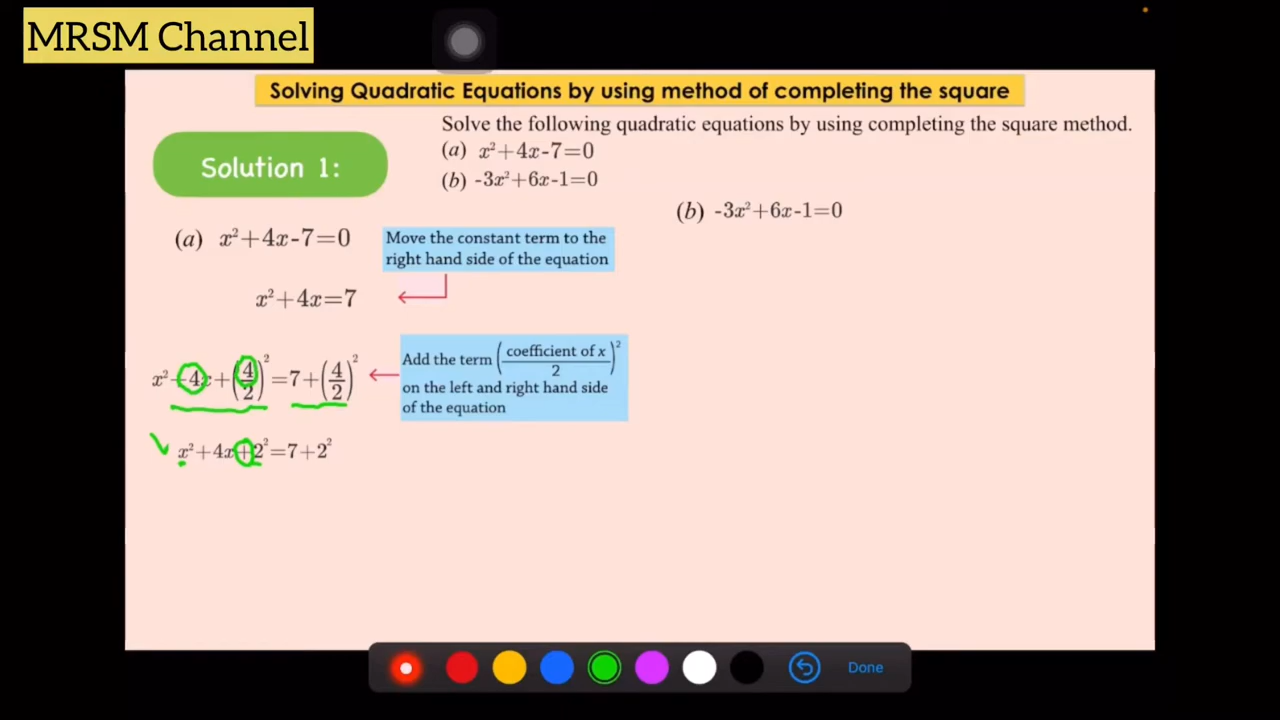 MRSM Channel
Solving Quadratic Equations by using method of completing the square
Solve the following quadratic equations by using completing the square method.
(a) x²+4x-7=0
(b) -3x²+6x-1=0
Solution 1:
(a) x²+4x-7=0
Move the constant term to the
right hand side of the equation
x²+4x=7
x²+4x+(4/2)²=7+(4/2)²
Add the term (coefficient of x/2)²
on the left and right hand side
of the equation
x²+4x+2²=7+2²
(b) -3x²+6x-1=0
Done